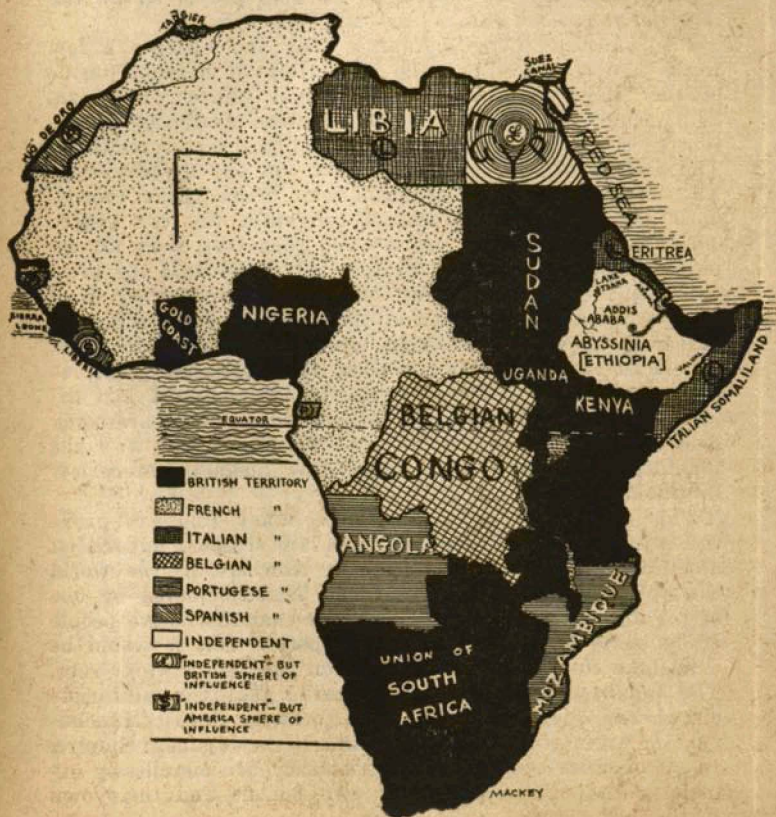 TANGIER
SUEZ
CANAL
RIO DE ORO
LIBIA
L
EGYPT
£
RED SEA
F
SUDAN
ERITREA
LAKE
TSANA
ADDIS
ABABA
ABYSSINIA
[ETHIOPIA]
WALWAL
ITALIAN SOMALILAND
SIERRA
LEONE
LIBERIA
GOLD
COAST
NIGERIA
UGANDA
KENYA
EQUATOR
BELGIAN
CONGO
ANGOLA
MOZAMBIQUE
UNION OF
SOUTH
AFRICA
BRITISH TERRITORY
FRENCH "
ITALIAN "
BELGIAN "
PORTUGESE "
SPANISH "
INDEPENDENT
"INDEPENDENT"-BUT
BRITISH SPHERE OF
INFLUENCE
"INDEPENDENT"-BUT
AMERICA SPHERE OF
INFLUENCE
MACKEY